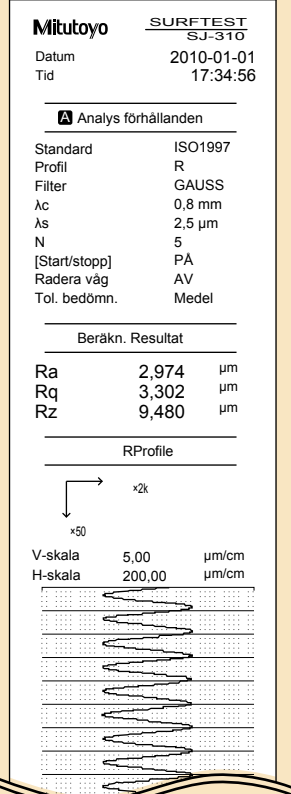 Mitutoyo SURFTEST
SJ-310
Datum 2010-01-01
Tid 17:34:56
A Analys förhållanden
Standard ISO1997
Profil R
Filter GAUSS
λc 0,8 mm
λs 2,5 µm
N 5
[Start/stopp] PÅ
Radera våg AV
Tol. bedömn. Medel
Beräkn. Resultat
Ra 2,974 µm
Rq 3,302 µm
Rz 9,480 µm
RProfile
×2k
×50
V-skala 5,00 µm/cm
H-skala 200,00 µm/cm